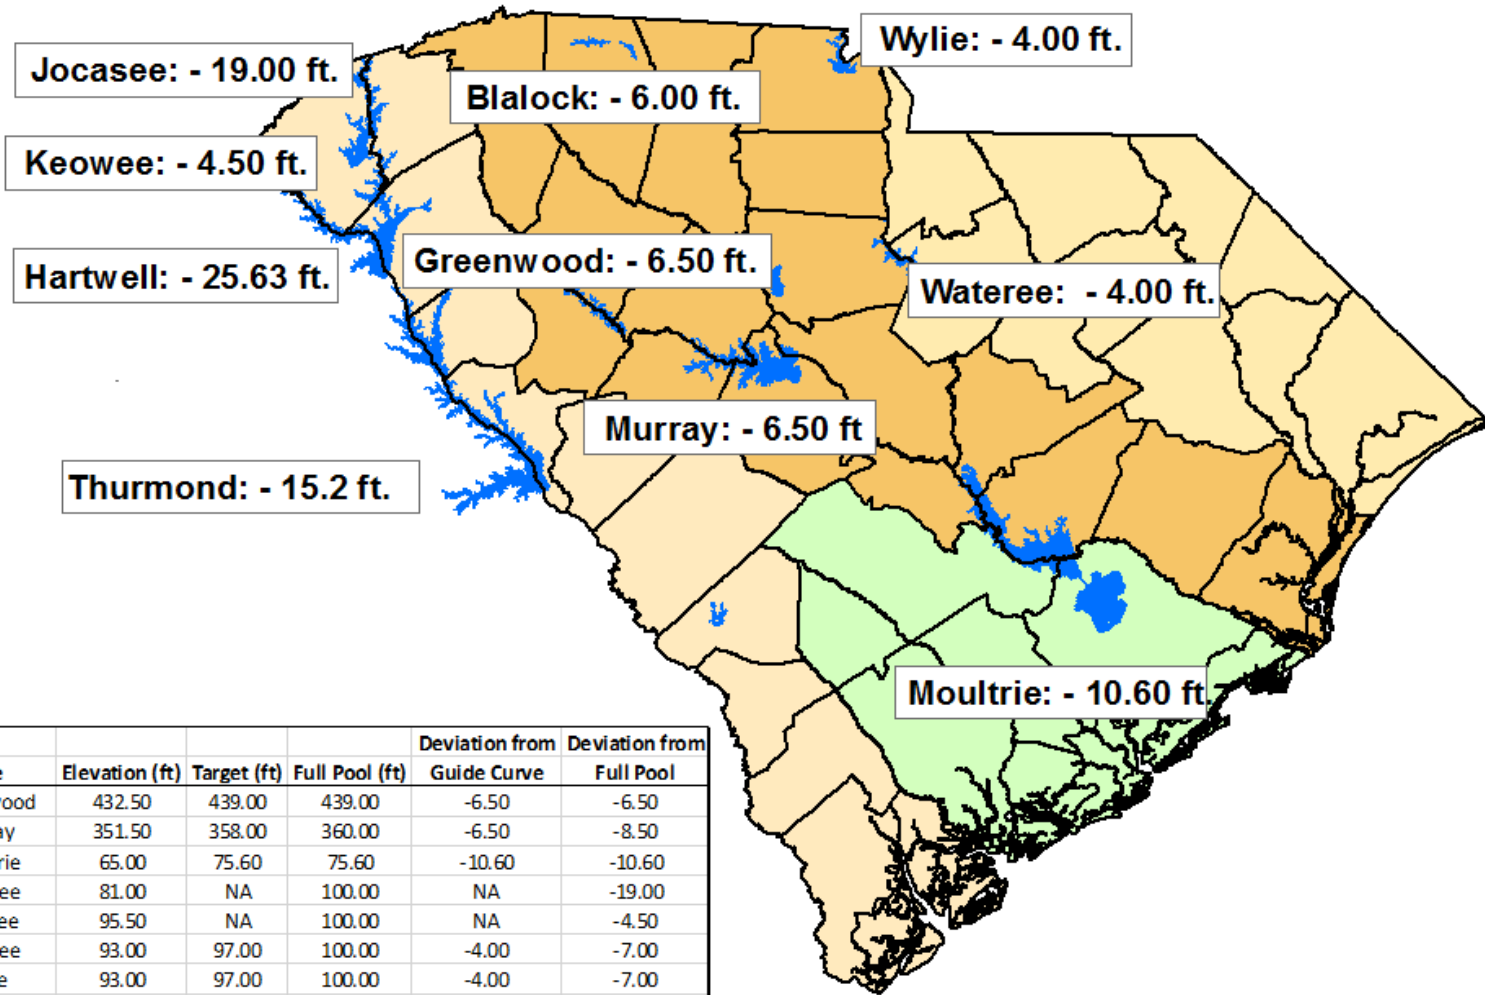 Wylie: - 4.00 ft.
Jocasee: - 19.00 ft.
Blalock: - 6.00 ft.
Keowee: - 4.50 ft.
Greenwood: - 6.50 ft.
Hartwell: - 25.63 ft.
Wateree: - 4.00 ft.
Murray: - 6.50 ft
Thurmond: - 15.2 ft.
Moultrie: - 10.60 ft.
Deviation from Deviation from
e Elevation (ft) Target (ft) Full Pool (ft) Guide Curve Full Pool
wood 432.50 439.00 439.00 -6.50 -6.50
ay 351.50 358.00 360.00 -6.50 -8.50
rie 65.00 75.60 75.60 -10.60 -10.60
ee 81.00 NA 100.00 NA -19.00
ee 95.50 NA 100.00 NA -4.50
ee 93.00 97.00 100.00 -4.00 -7.00
e 93.00 97.00 100.00 -4.00 -7.00